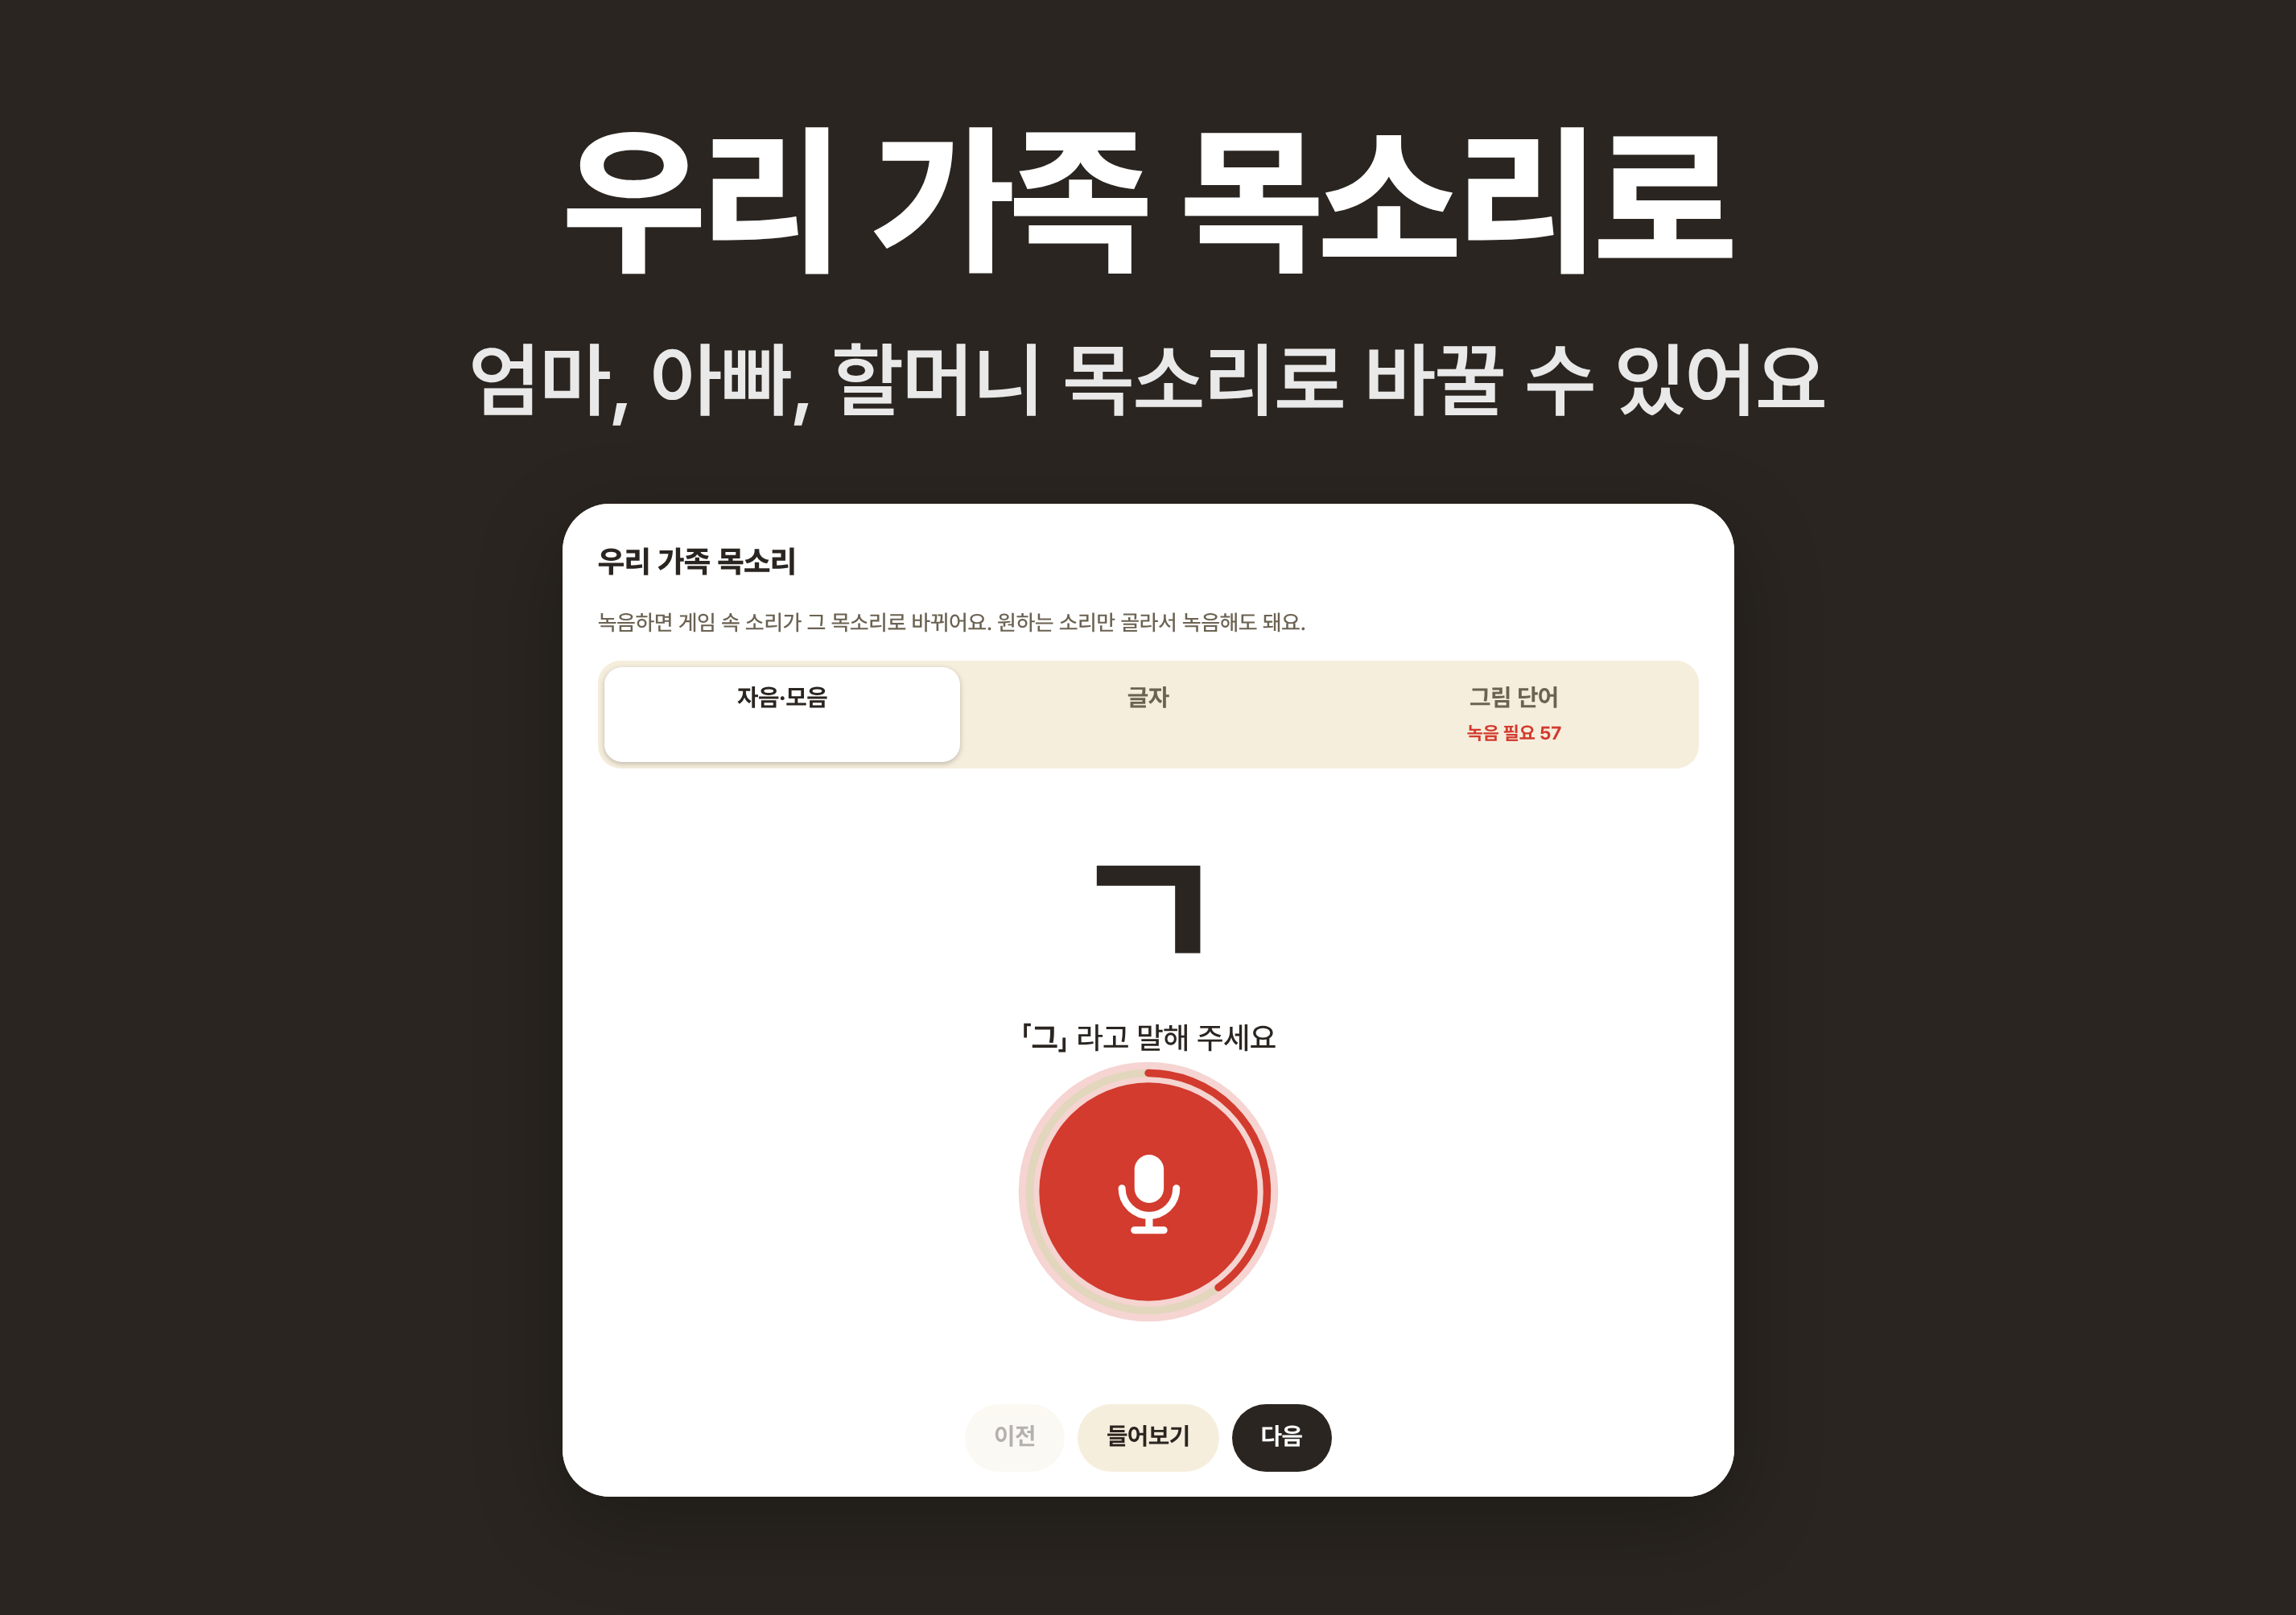 우리 가족 목소리로
엄마, 아빠, 할머니 목소리로 바꿀 수 있어요
우리 가족 목소리
녹음하면 게임 속 소리가 그 목소리로 바뀌어요. 원하는 소리만 골라서 녹음해도 돼요.
자음·모음
글자
그림 단어
녹음 필요 57
ㄱ
「그」 라고 말해 주세요
이전
들어보기
다음